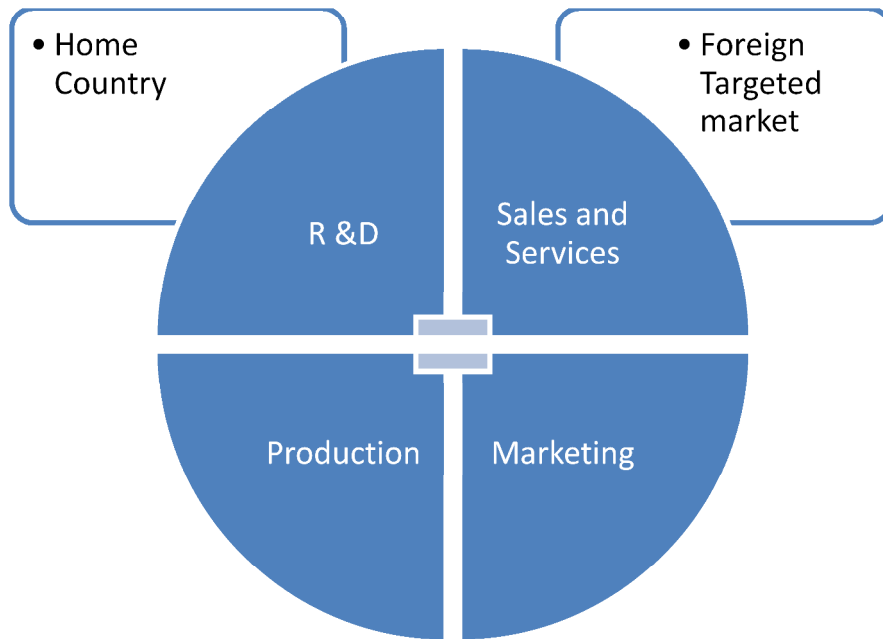 • Home
Country
• Foreign
Targeted
market
R &D
Sales and
Services
Production
Marketing